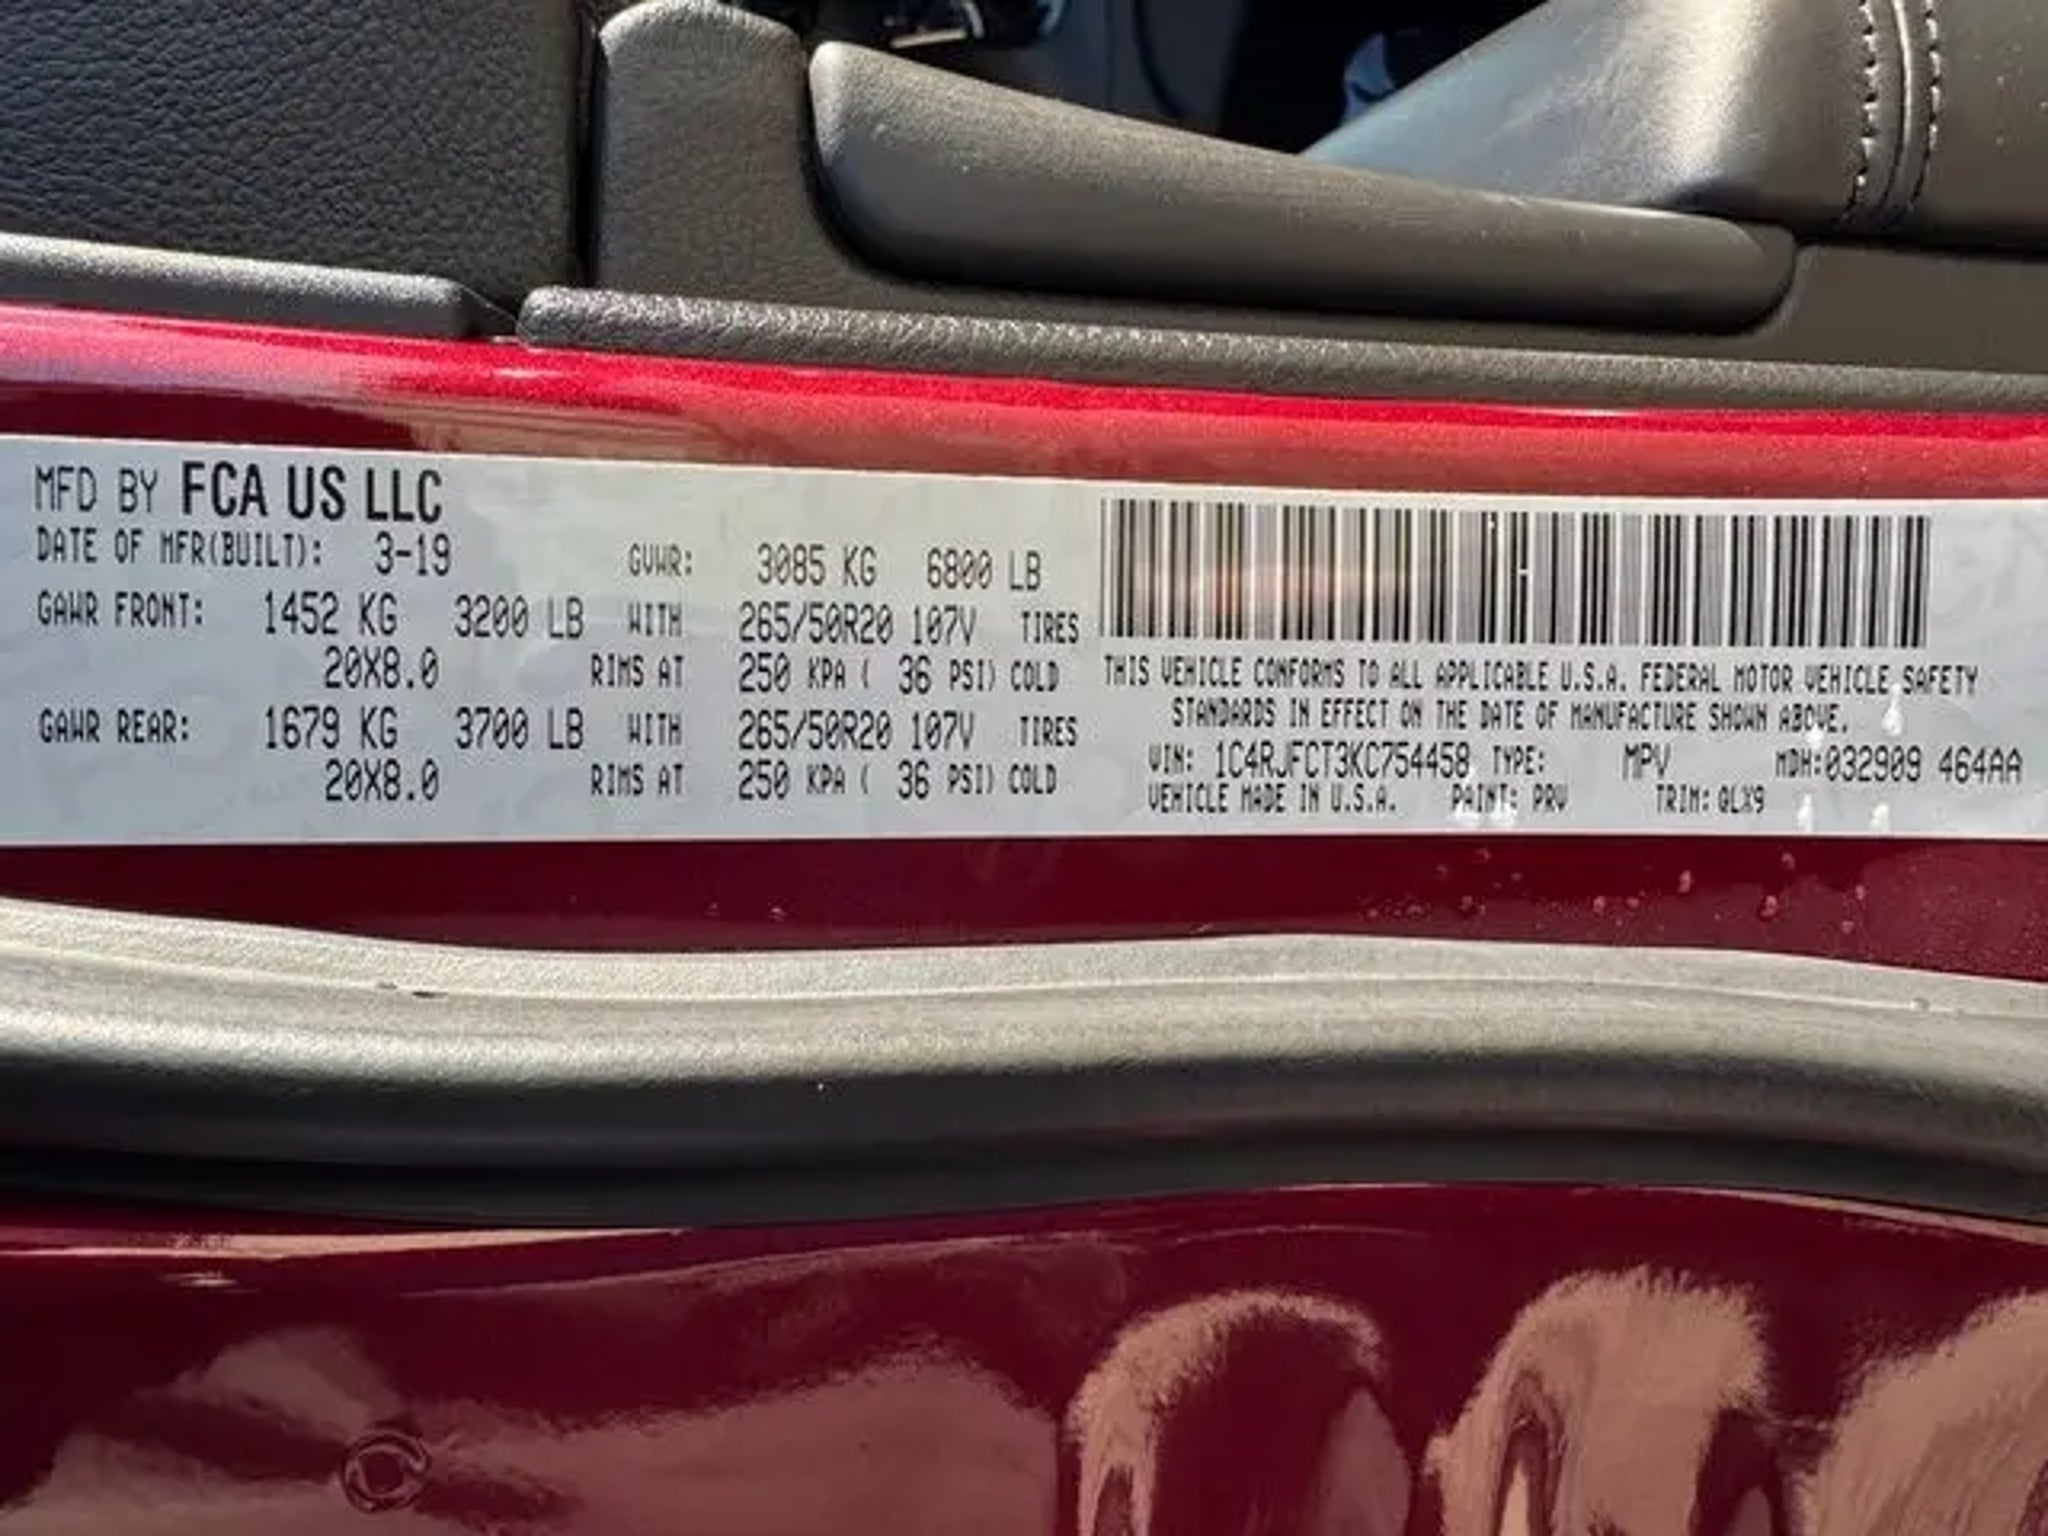 MFD BY FCA US LLC
DATE OF MFR(BUILT): 3-19 GVWR: 3085 KG 6800 LB
GAWR FRONT: 1452 KG 3200 LB WITH 265/50R20 107V TIRES
20X8.0 RIMS AT 250 KPA ( 36 PSI) COLD
GAWR REAR: 1679 KG 3700 LB WITH 265/50R20 107V TIRES
20X8.0 RIMS AT 250 KPA ( 36 PSI) COLD
THIS VEHICLE CONFORMS TO ALL APPLICABLE U.S.A. FEDERAL MOTOR VEHICLE SAFETY
STANDARDS IN EFFECT ON THE DATE OF MANUFACTURE SHOWN ABOVE.
VIN: 1C4RJFCT3KC754458 TYPE: MPV MDH:032909 464AA
VEHICLE MADE IN U.S.A. PAINT: PRV TRIM: QLX9